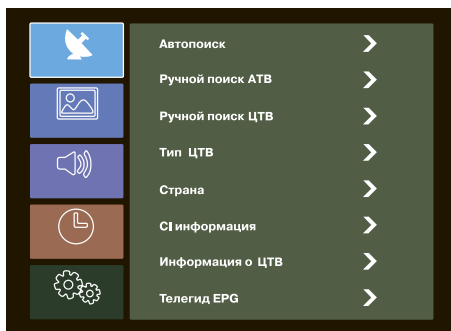 Автопоиск
Ручной поиск АТВ
Ручной поиск ЦТВ
Тип ЦТВ
Страна
CI информация
Информация о ЦТВ
Телегид EPG